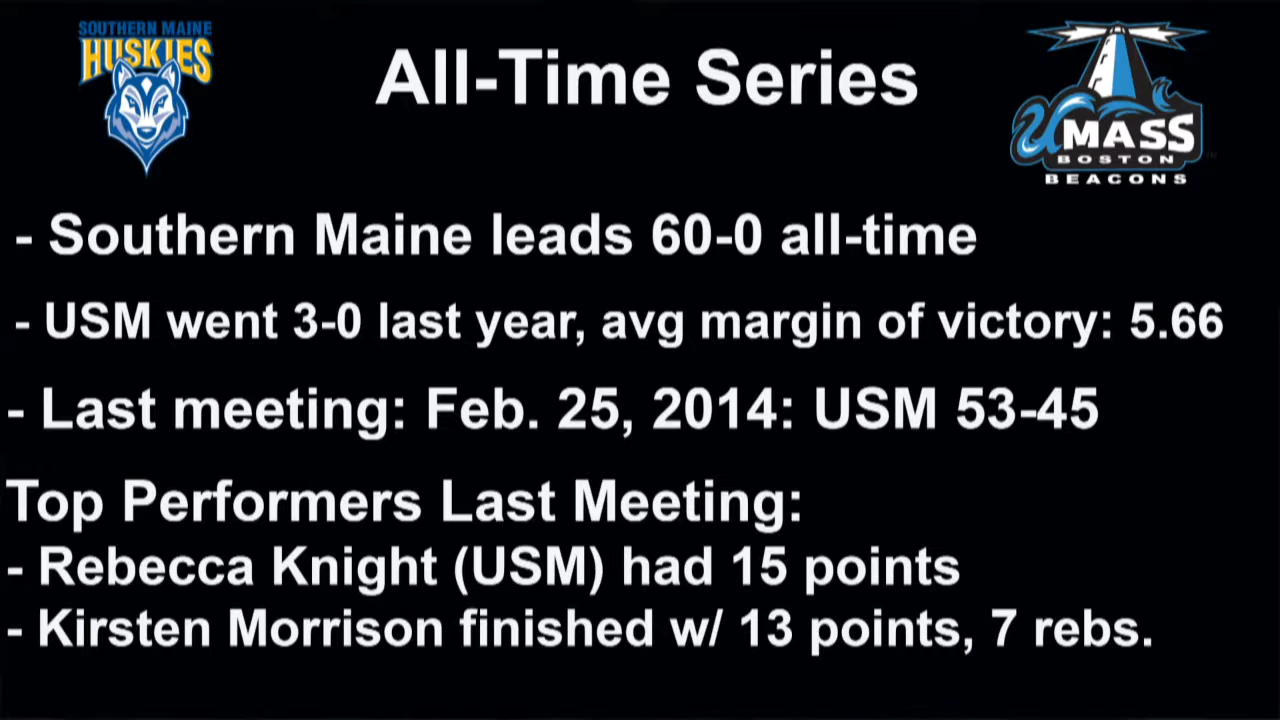 SOUTHERN MAINE
HUSKIES
All-Time Series
UMASS
BOSTON
BEACONS
- Southern Maine leads 60-0 all-time
- USM went 3-0 last year, avg margin of victory: 5.66
- Last meeting: Feb. 25, 2014: USM 53-45
Top Performers Last Meeting:
- Rebecca Knight (USM) had 15 points
- Kirsten Morrison finished w/ 13 points, 7 rebs.